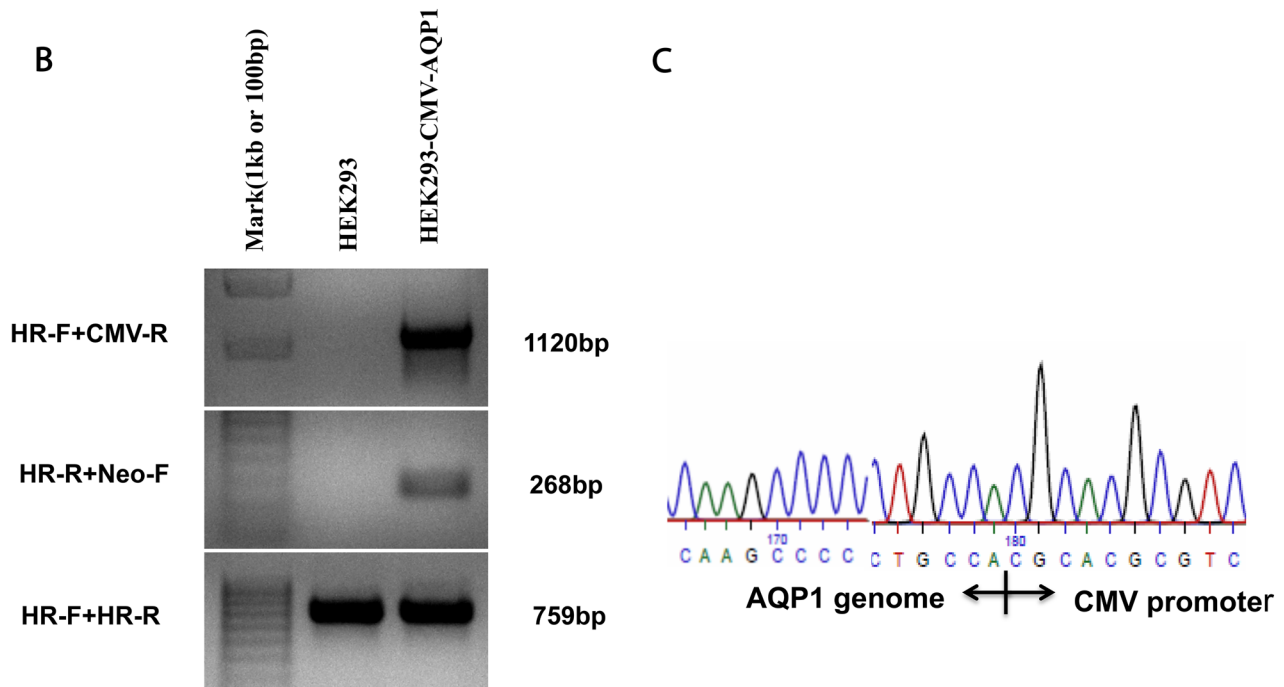 B
Mark(1kb or 100bp)
HEK293
HEK293-CMV-AQP1
HR-F+CMV-R
1120bp
HR-R+Neo-F
268bp
HR-F+HR-R
759bp
C
170
180
C A A G C C C C C T G C C A C G C A C G C G T C
AQP1 genome
CMV promoter